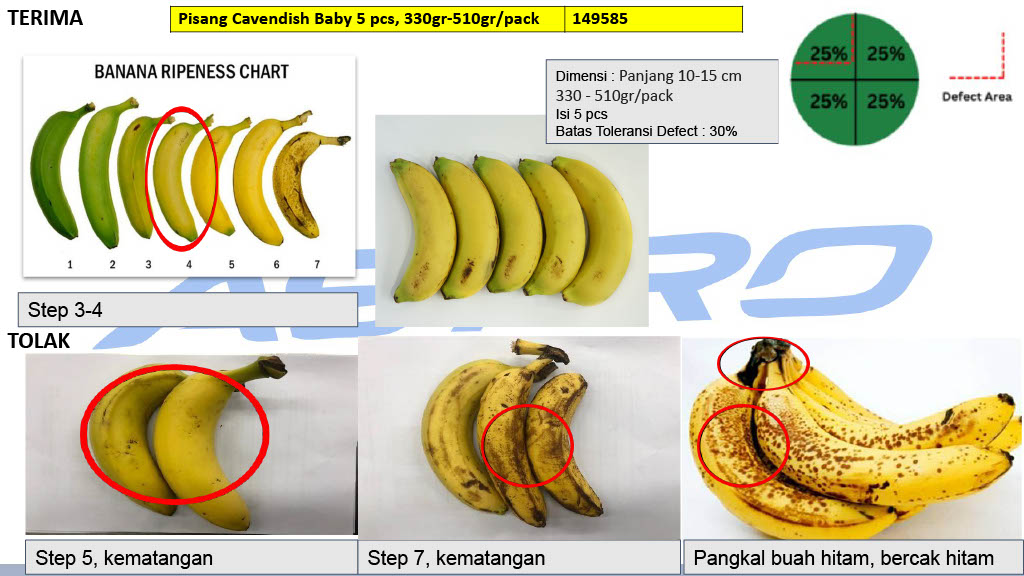 TERIMA
Pisang Cavendish Baby 5 pcs, 330gr-510gr/pack
149585
BANANA RIPENESS CHART
1 2 3 4 5 6 7
Step 3-4
Dimensi : Panjang 10-15 cm
330 - 510gr/pack
Isi 5 pcs
Batas Toleransi Defect : 30%
25% 25%
25% 25%
Defect Area
TOLAK
Step 5, kematangan
Step 7, kematangan
Pangkal buah hitam, bercak hitam